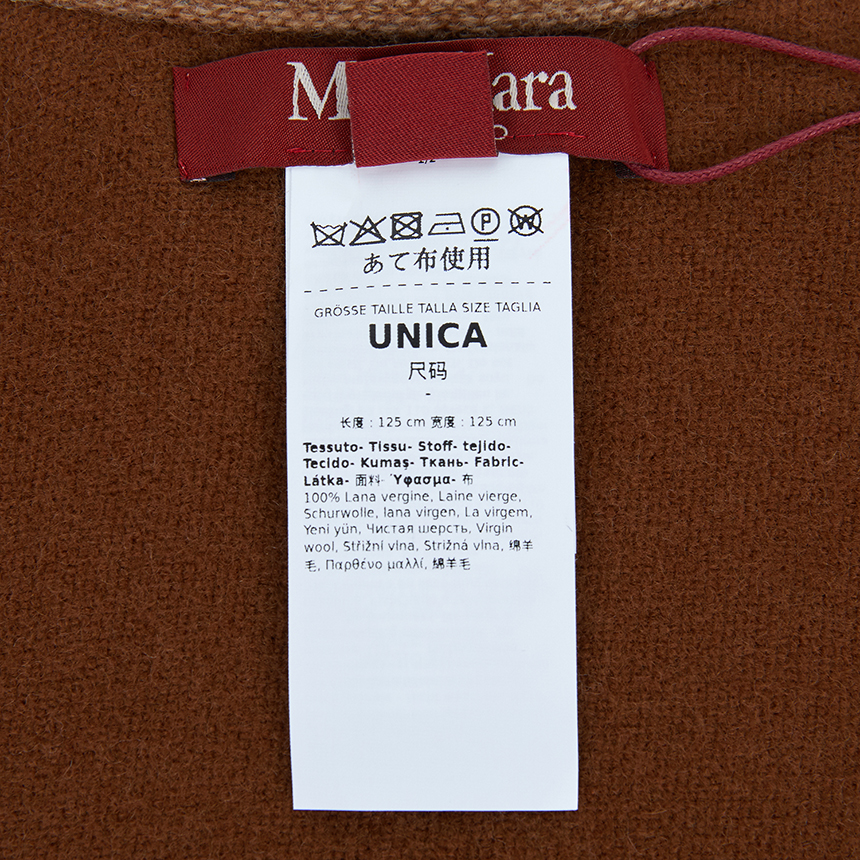 M ara
あて布使用
GRÖSSE TAILLE TALLA SIZE TAGLIA
UNICA
尺码
-
长度 : 125 cm 宽度 : 125 cm
Tessuto- Tissu- Stoff- tejido-
Tecido- Kumaş- Ткань- Fabric-
Látka- 面料- Ύφασμα- 布
100% Lana vergine, Laine vierge,
Schurwolle, lana virgen, La virgem,
Yeni yün, Чистая шерсть, Virgin
wool, Střižní vlna, Strižná vlna, 绵羊
毛, Παρθένο μαλλί, 綿羊毛